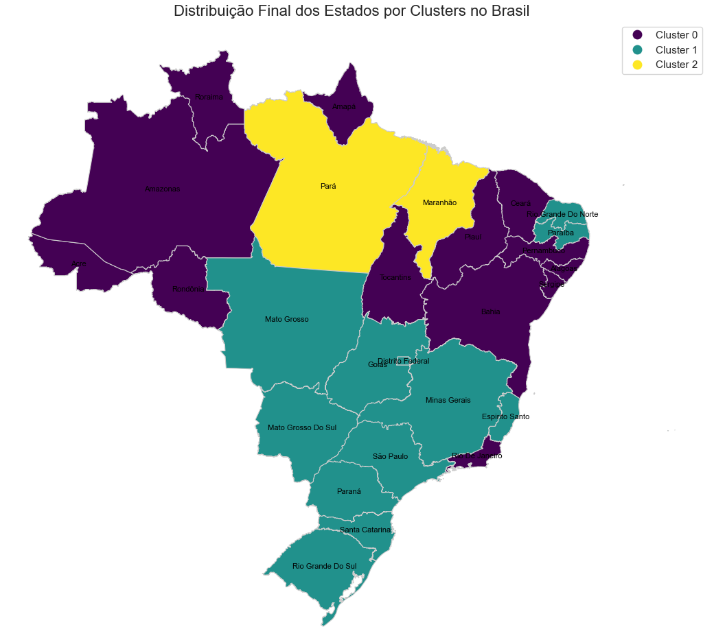 Distribuição Final dos Estados por Clusters no Brasil
Cluster 0
Cluster 1
Cluster 2
Roraima
Amapá
Amazonas
Pará
Maranhão
Ceará
Rio Grande Do Norte
Paraíba
Piauí
Pernambuco
Alagoas
Sergipe
Acre
Rondônia
Tocantins
Bahia
Mato Grosso
Distrito Federal
Goiás
Minas Gerais
Espírito Santo
Mato Grosso Do Sul
São Paulo
Rio De Janeiro
Paraná
Santa Catarina
Rio Grande Do Sul